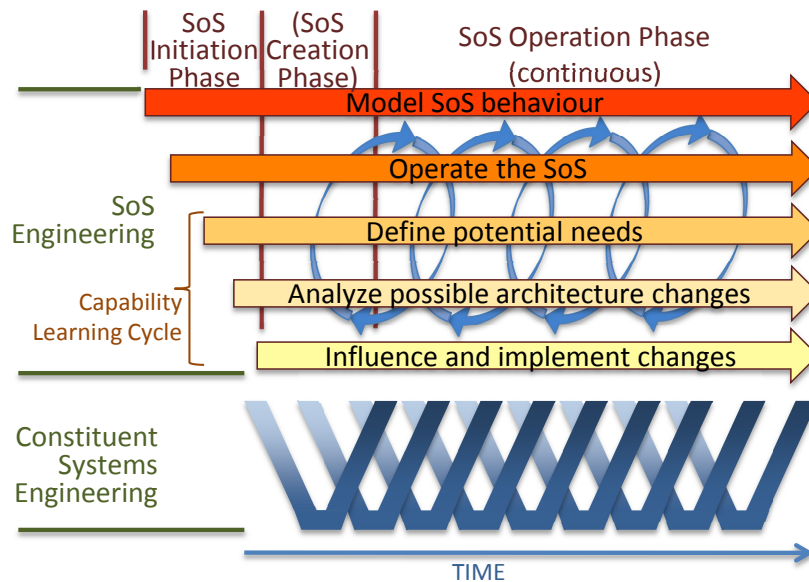 SoS
Initiation
Phase
(SoS
Creation
Phase)
SoS Operation Phase
(continuous)
Model SoS behaviour
Operate the SoS
SoS
Engineering
Define potential needs
Capability
Learning Cycle
Analyze possible architecture changes
Influence and implement changes
Constituent
Systems
Engineering
TIME